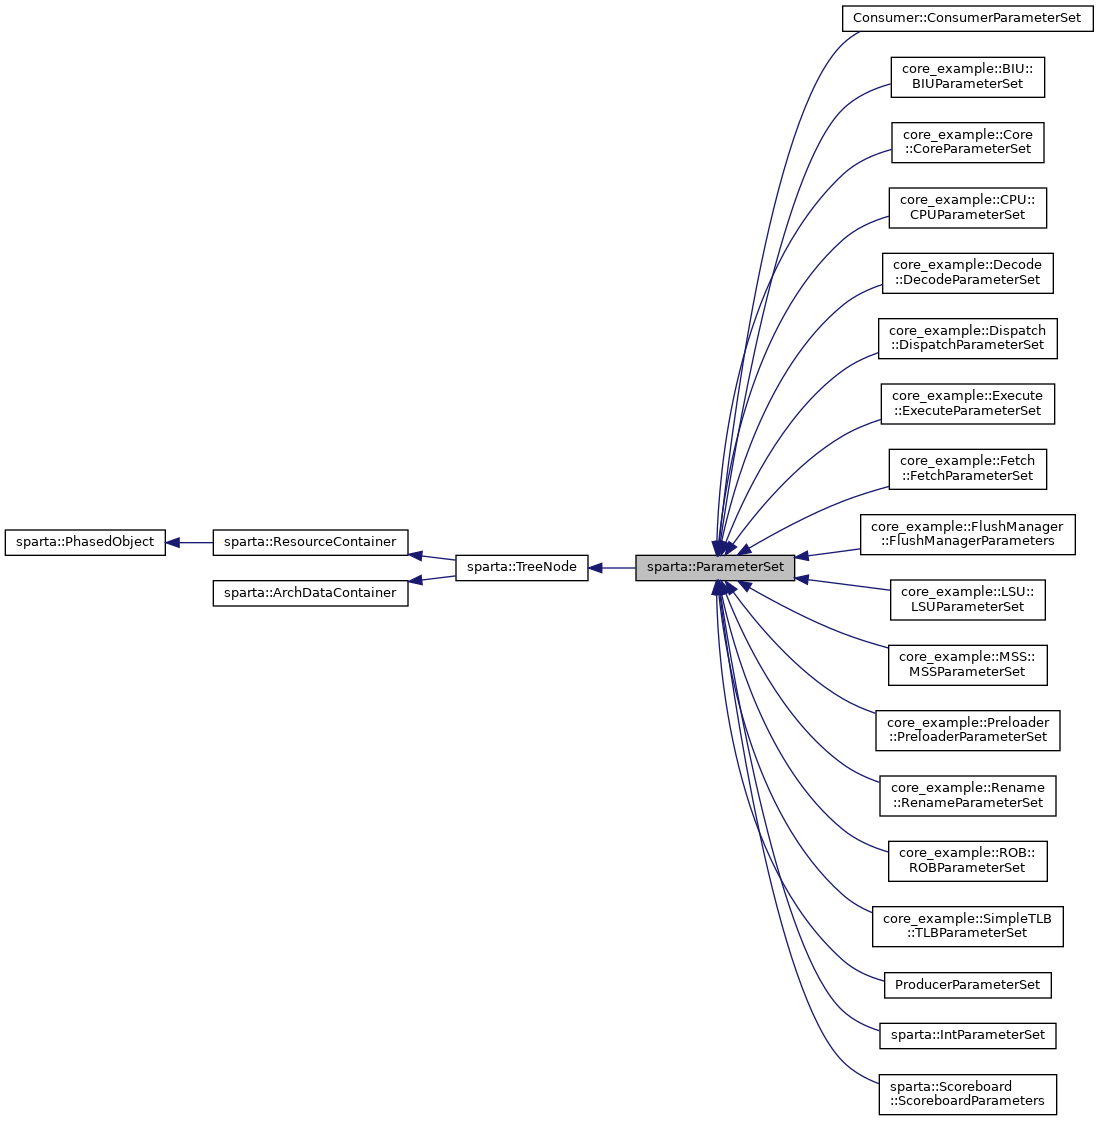 Consumer::ConsumerParameterSet
core_example::BIU::
BIUParameterSet
core_example::Core
::CoreParameterSet
core_example::CPU::
CPUParameterSet
core_example::Decode
::DecodeParameterSet
core_example::Dispatch
::DispatchParameterSet
core_example::Execute
::ExecuteParameterSet
core_example::Fetch
::FetchParameterSet
core_example::FlushManager
::FlushManagerParameters
sparta::PhasedObject
sparta::ResourceContainer
sparta::ArchDataContainer
sparta::TreeNode
sparta::ParameterSet
core_example::LSU::
LSUParameterSet
core_example::MSS::
MSSParameterSet
core_example::Preloader
::PreloaderParameterSet
core_example::Rename
::RenameParameterSet
core_example::ROB::
ROBParameterSet
core_example::SimpleTLB
::TLBParameterSet
ProducerParameterSet
sparta::IntParameterSet
sparta::Scoreboard
::ScoreboardParameters